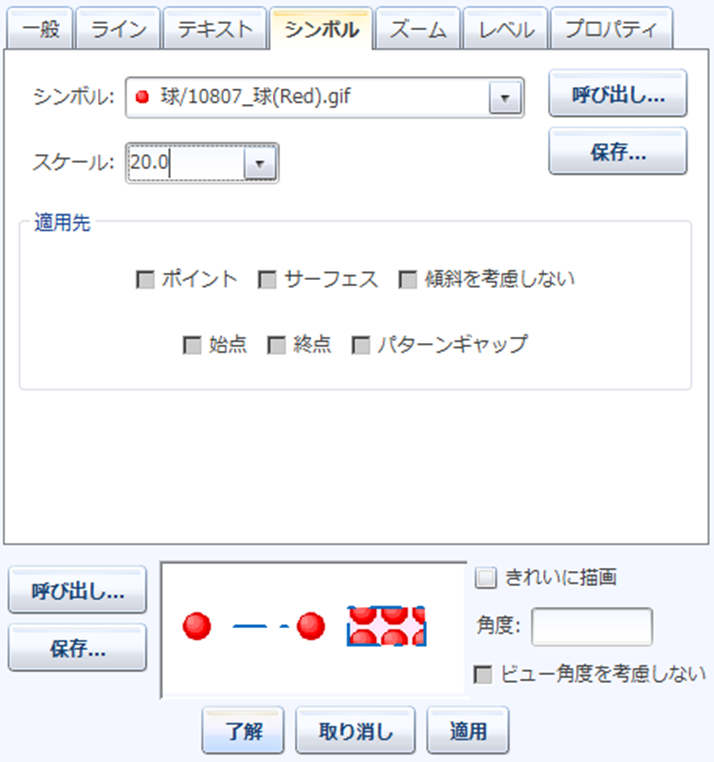 一般 ライン テキスト シンボル ズーム レベル プロパティ
シンボル: 球/10807_球(Red).gif 呼び出し...
スケール: 20.0 保存...
適用先
ポイント サーフェス 傾斜を考慮しない
始点 終点 パターンギャップ
呼び出し... きれいに描画
角度:
保存...
ビュー角度を考慮しない
了解 取り消し 適用